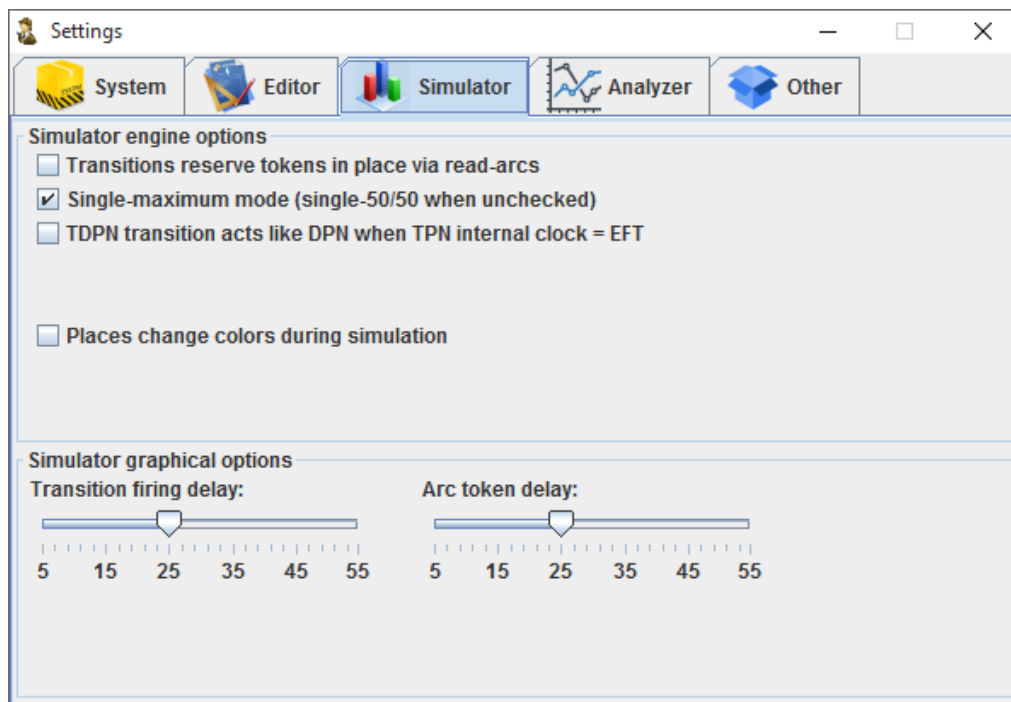 Settings
System Editor Simulator Analyzer Other
Simulator engine options
Transitions reserve tokens in place via read-arcs
Single-maximum mode (single-50/50 when unchecked)
TDPN transition acts like DPN when TPN internal clock = EFT
Places change colors during simulation
Simulator graphical options
Transition firing delay: Arc token delay:
5 15 25 35 45 55 5 15 25 35 45 55